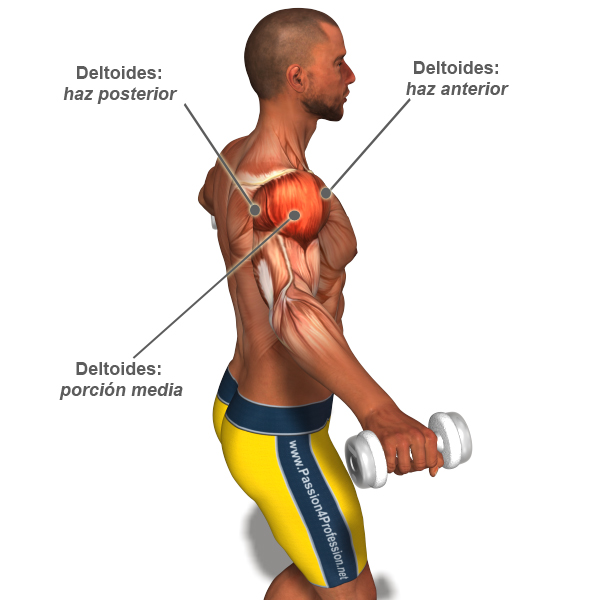 Deltoides:
haz posterior
Deltoides:
haz anterior
Deltoides:
porción media
www.Passion4Profession.net